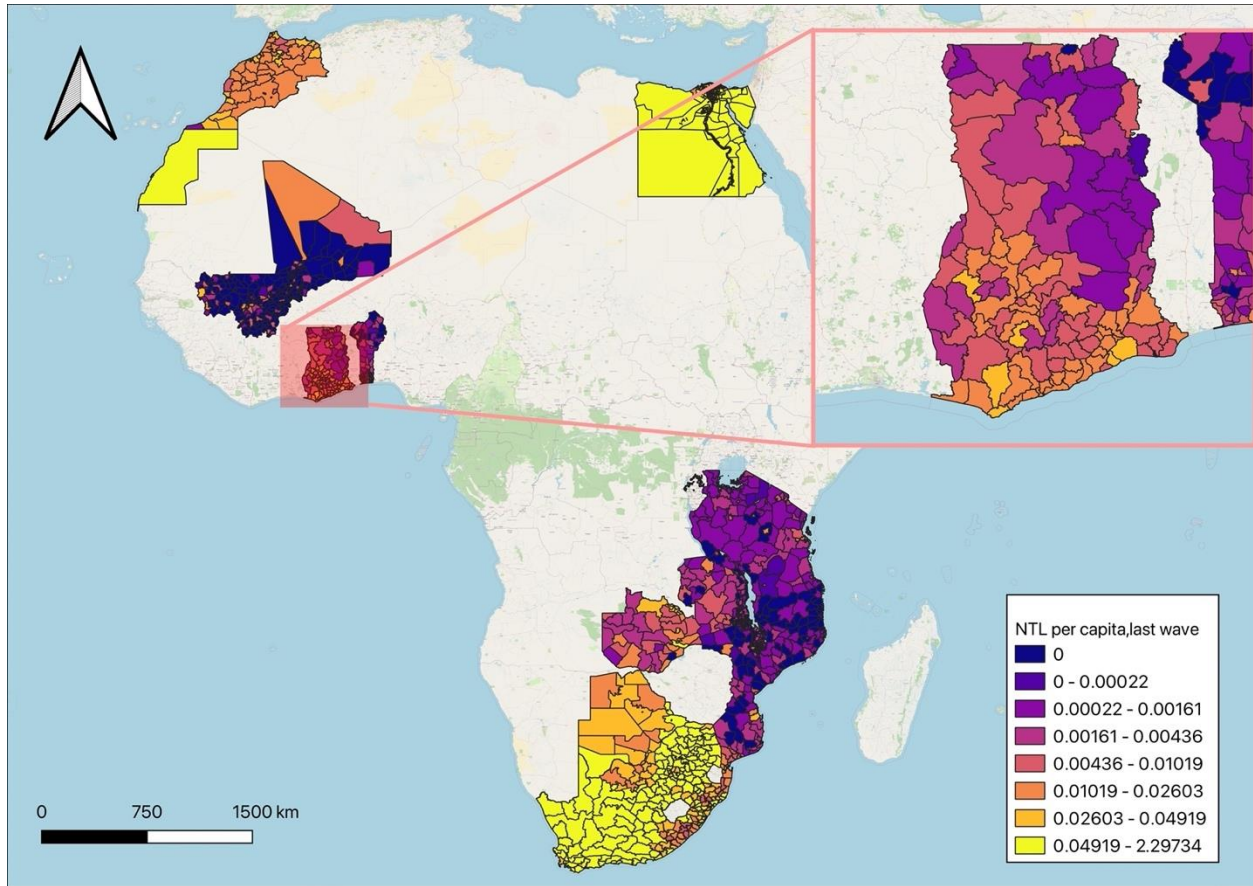 NTL per capita,last wave
0
0 - 0.00022
0.00022 - 0.00161
0.00161 - 0.00436
0.00436 - 0.01019
0.01019 - 0.02603
0.02603 - 0.04919
0.04919 - 2.29734
0 750 1500 km